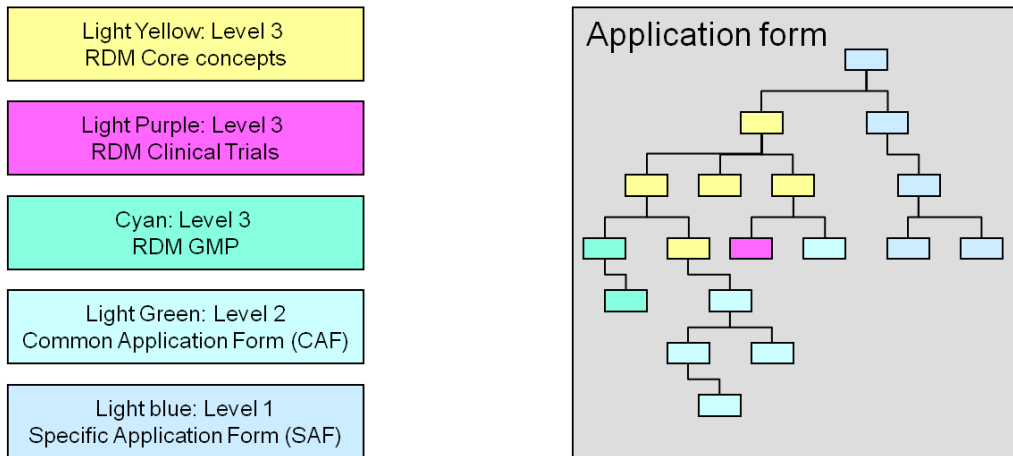 Light Yellow: Level 3
RDM Core concepts
Light Purple: Level 3
RDM Clinical Trials
Cyan: Level 3
RDM GMP
Light Green: Level 2
Common Application Form (CAF)
Light blue: Level 1
Specific Application Form (SAF)
Application form